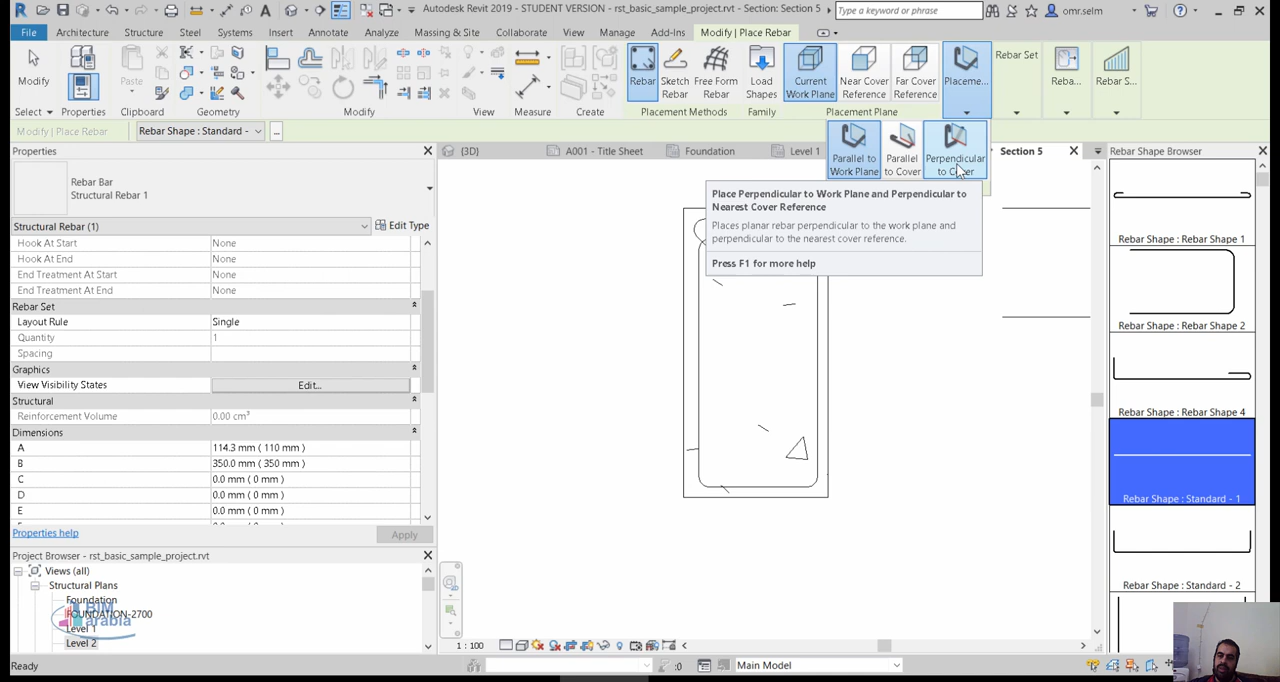 Autodesk Revit 2019 - STUDENT VERSION - rst_basic_sample_project.rvt - Section: Section 5
Type a keyword or phrase
omr.selm
File Architecture Structure Steel Systems Insert Annotate Analyze Massing & Site Collaborate View Manage Add-Ins Modify | Place Rebar
Modify
Paste
Rebar
Sketch Rebar
Free Form Rebar
Load Shapes
Current Work Plane
Near Cover Reference
Far Cover Reference
Placeme...
Rebar Set
Reba...
Rebar S...
Select Properties Clipboard Geometry Modify View Measure Create Placement Methods Family Placement Plane
Modify | Place Rebar
Rebar Shape : Standard -
...
Parallel to Work Plane
Parallel to Cover
Perpendicular to Cover
Properties
{3D}
A001 - Title Sheet
Foundation
Level 1
Section 5
Rebar Shape Browser
Rebar Bar
Structural Rebar 1
Structural Rebar (1)
Edit Type
Hook At Start None
Hook At End None
End Treatment At Start None
End Treatment At End None
Rebar Set
Layout Rule Single
Quantity 1
Spacing
Graphics
View Visibility States Edit...
Structural
Reinforcement Volume 0.00 cm³
Dimensions
A 114.3 mm ( 110 mm )
B 350.0 mm ( 350 mm )
C 0.0 mm ( 0 mm )
D 0.0 mm ( 0 mm )
E 0.0 mm ( 0 mm )
Properties help
Apply
Place Perpendicular to Work Plane and Perpendicular to
Nearest Cover Reference
Places planar rebar perpendicular to the work plane and
perpendicular to the nearest cover reference.
Press F1 for more help
Rebar Shape : Rebar Shape 1
Rebar Shape : Rebar Shape 2
Rebar Shape : Rebar Shape 4
Rebar Shape : Standard - 1
Rebar Shape : Standard - 2
Project Browser - rst_basic_sample_project.rvt
Views (all)
Structural Plans
Foundation
FOUNDATION-2700
Level 1
Level 2
BIM
arabia
1 : 100
Ready
:0
Main Model